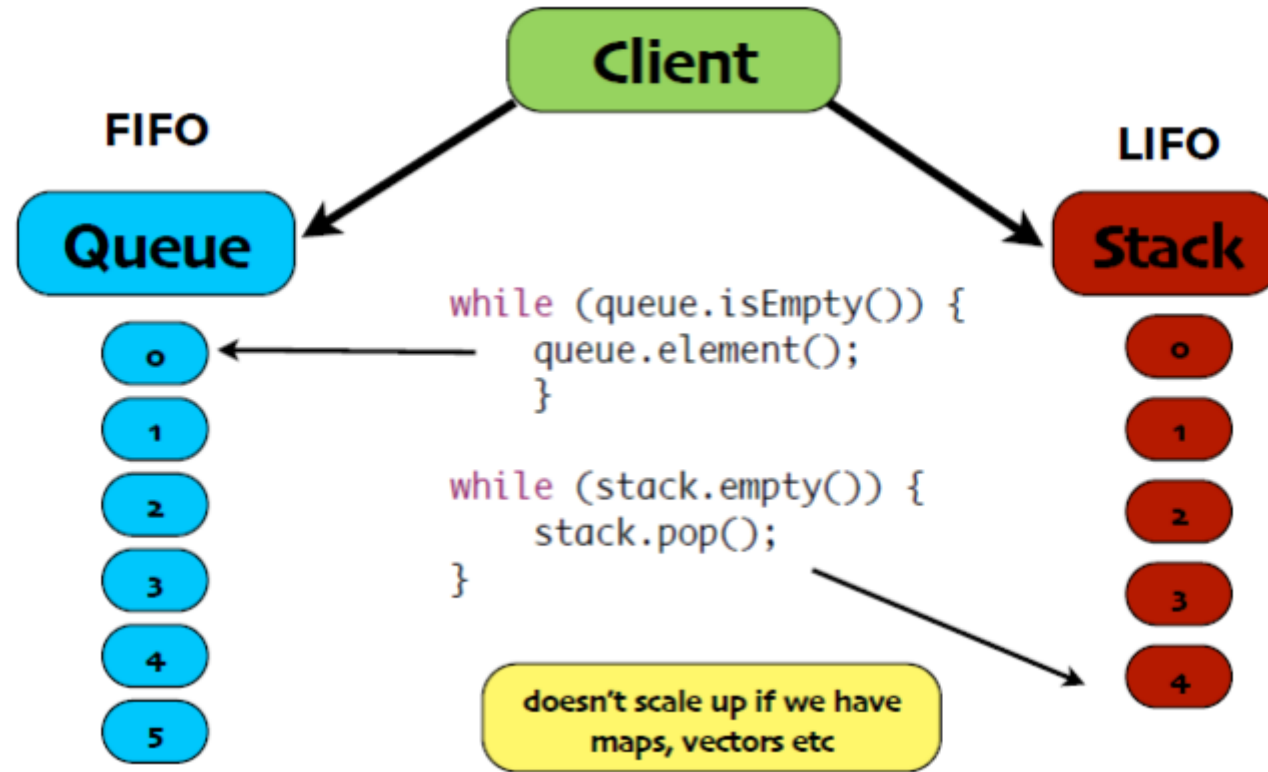 Client
FIFO
LIFO
Queue
Stack
while (queue.isEmpty()) {
queue.element();
}
while (stack.empty()) {
stack.pop();
}
0
1
2
3
4
5
0
1
2
3
4
doesn't scale up if we have
maps, vectors etc